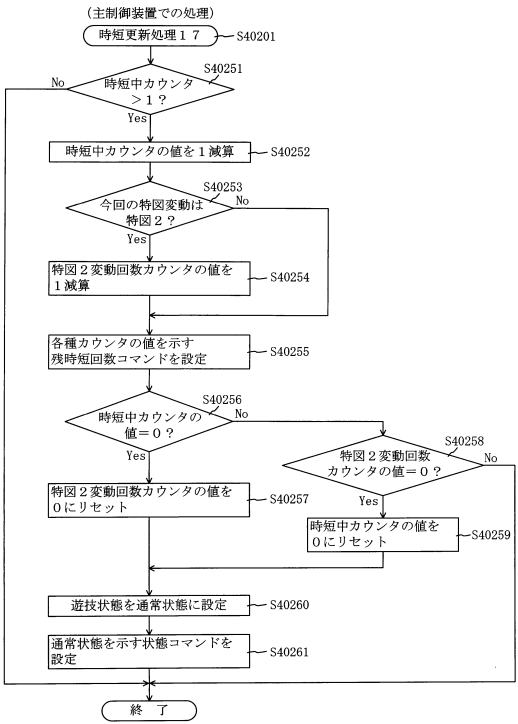 (主制御装置での処理)
時短更新処理17
S40201
S40251
No
時短中カウンタ
>1?
Yes
時短中カウンタの値を1減算
S40252
S40253
今回の特図変動は
特図2?
No
Yes
特図2変動回数カウンタの値を
1減算
S40254
各種カウンタの値を示す
残時短回数コマンドを設定
S40255
S40256
時短中カウンタの
値=0?
No
Yes
S40258
特図2変動回数
カウンタの値=0?
No
Yes
特図2変動回数カウンタの値を
0にリセット
S40257
時短中カウンタの値を
0にリセット
S40259
遊技状態を通常状態に設定
S40260
通常状態を示す状態コマンドを
設定
S40261
終 了